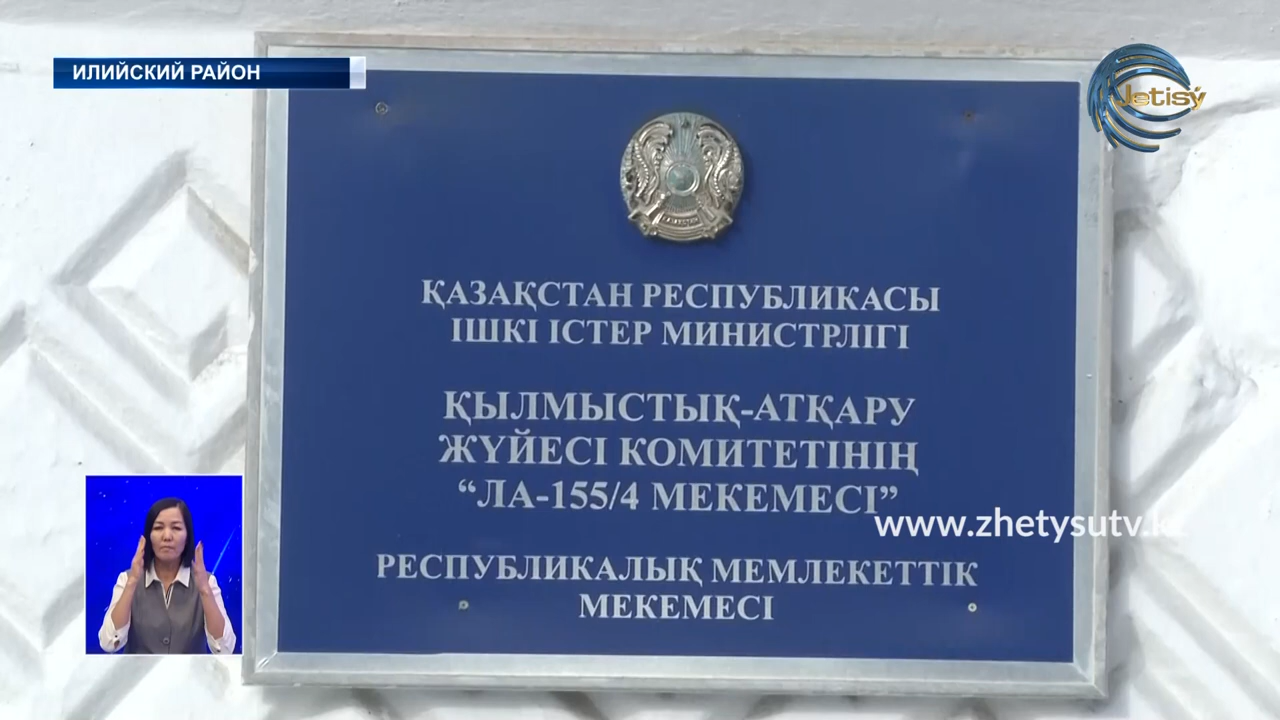 ИЛИЙСКИЙ РАЙОН
Jetisý
ҚАЗАҚСТАН РЕСПУБЛИКАСЫ
ІШКІ ІСТЕР МИНИСТРЛІГІ
ҚЫЛМЫСТЫҚ-АТҚАРУ
ЖҮЙЕСІ КОМИТЕТІНІҢ
“ЛА-155/4 МЕКЕМЕСІ”
www.zhetysutv.kz
РЕСПУБЛИКАЛЫҚ МЕМЛЕКЕТТІК
МЕКЕМЕСІ